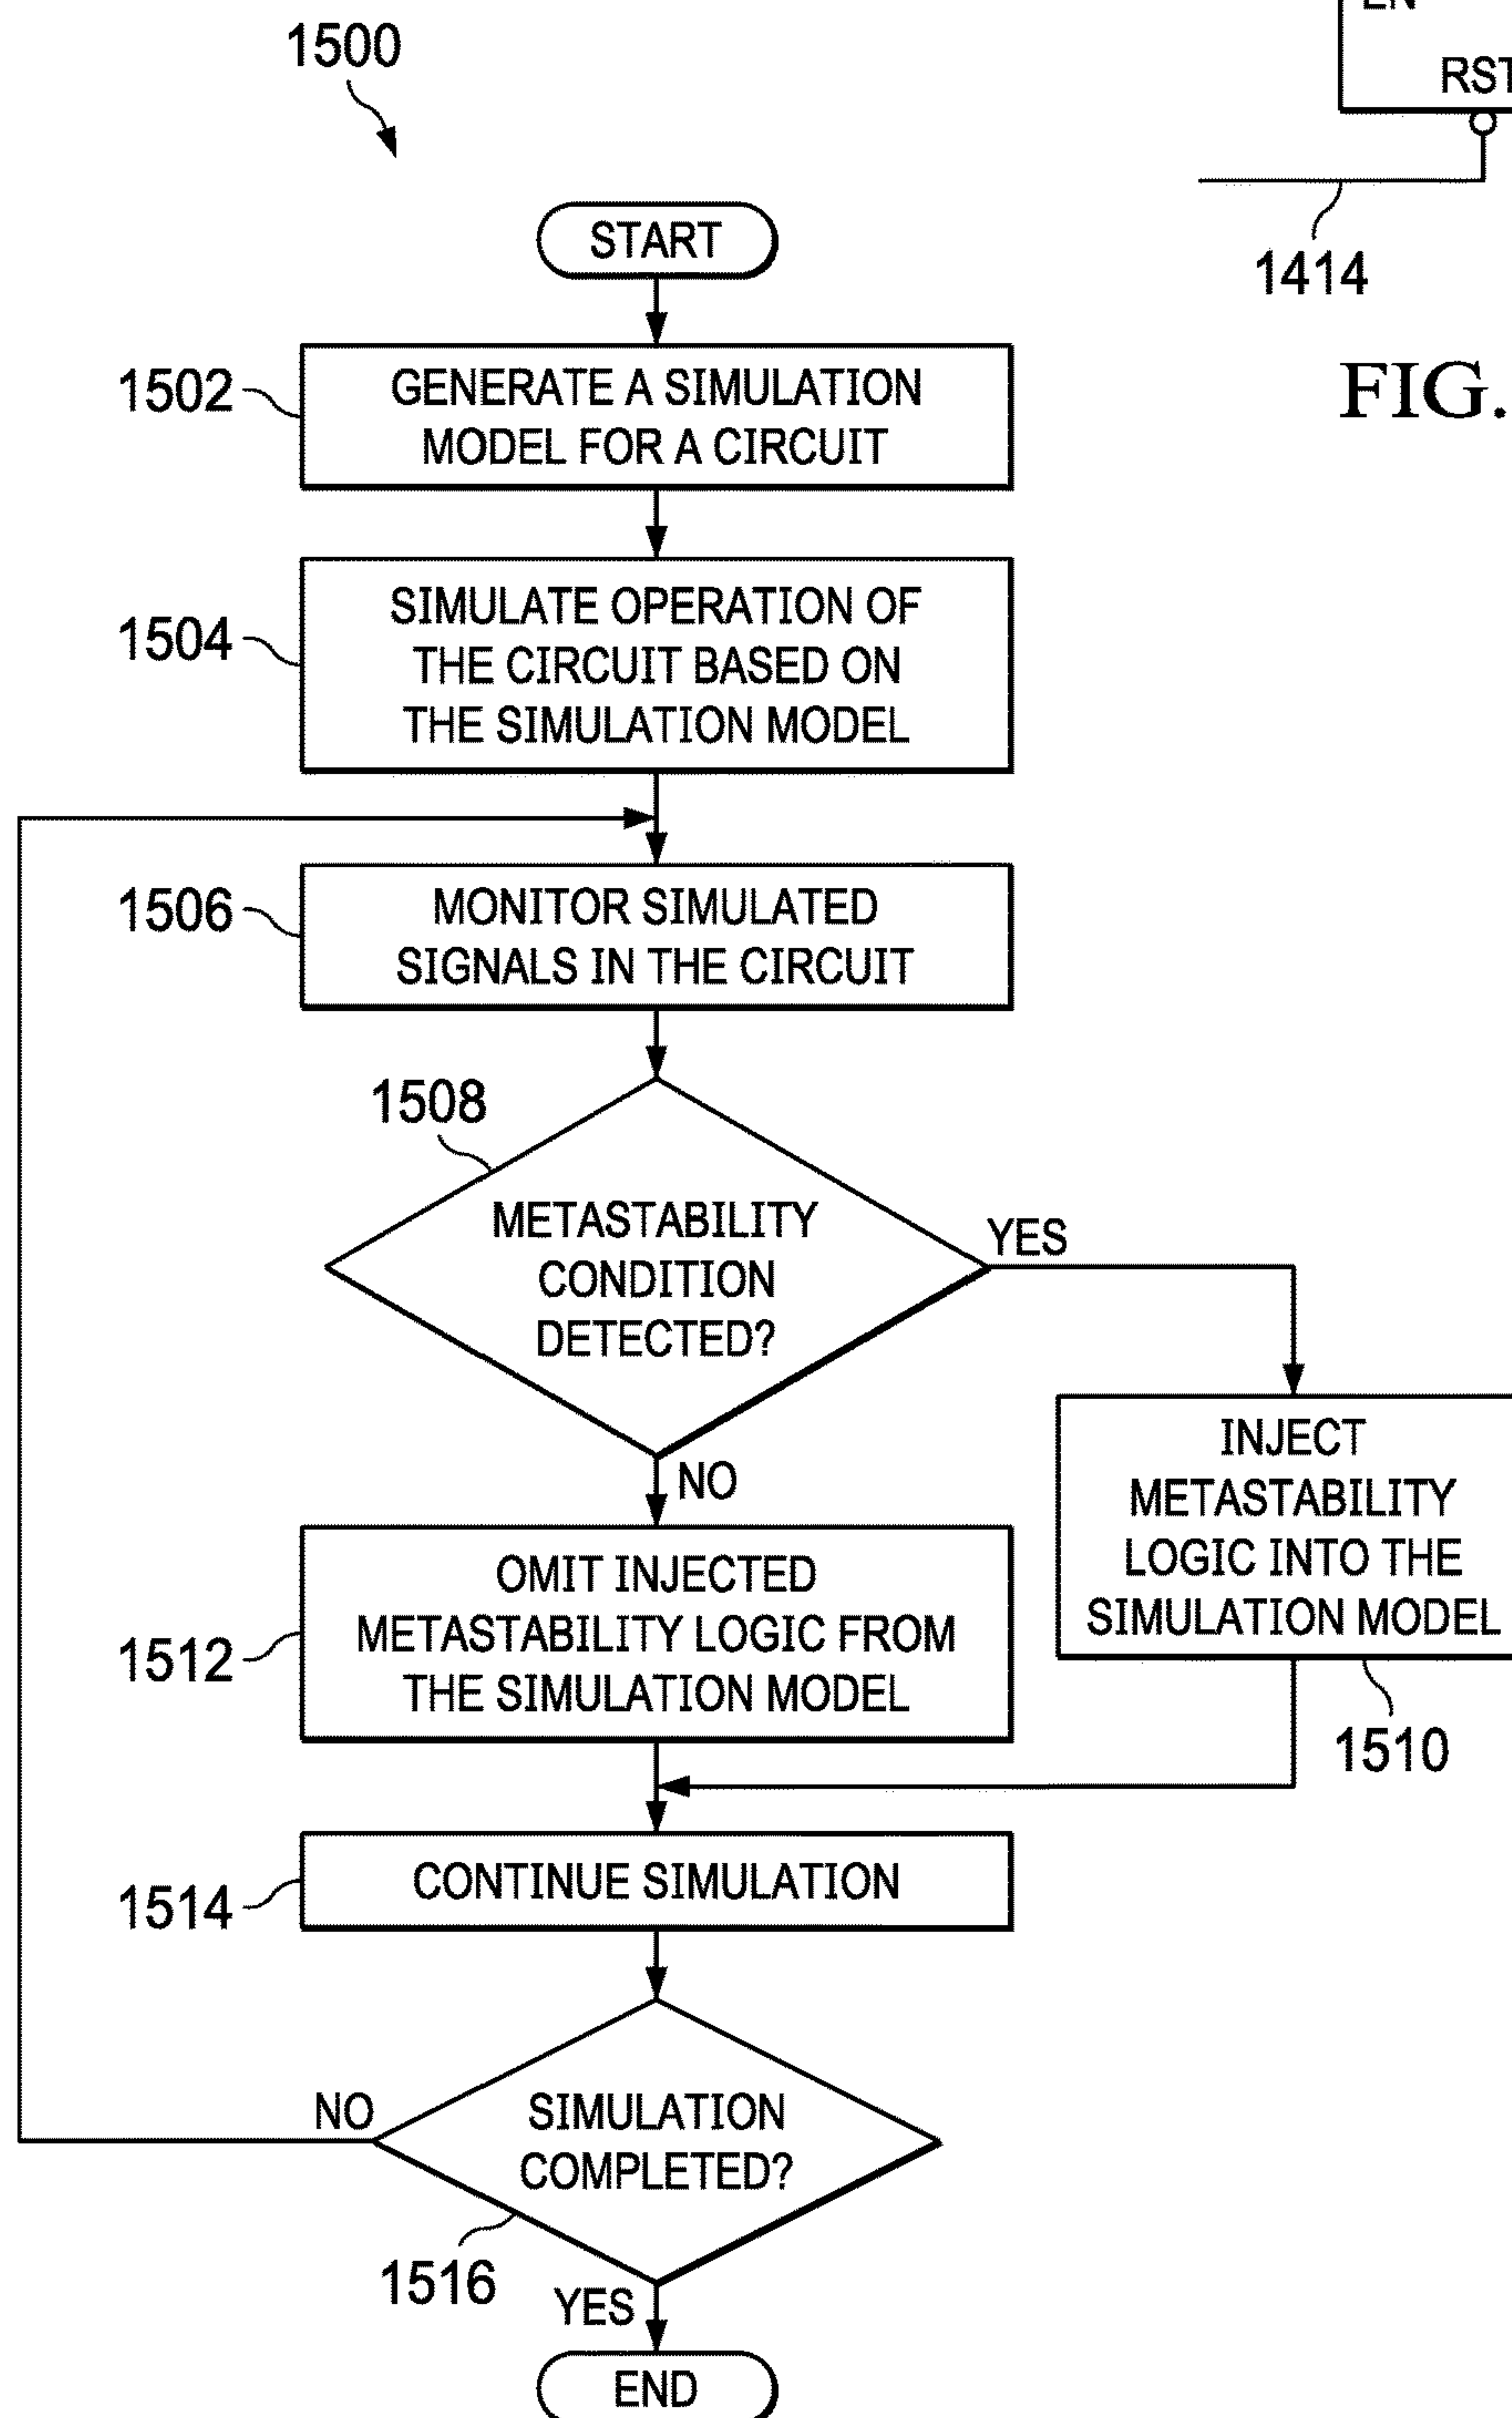 1500
EN
RST
1414
FIG.
START
1502
GENERATE A SIMULATION
MODEL FOR A CIRCUIT
1504
SIMULATE OPERATION OF
THE CIRCUIT BASED ON
THE SIMULATION MODEL
1506
MONITOR SIMULATED
SIGNALS IN THE CIRCUIT
1508
METASTABILITY
CONDITION
DETECTED?
YES
NO
INJECT
METASTABILITY
LOGIC INTO THE
SIMULATION MODEL
1510
1512
OMIT INJECTED
METASTABILITY LOGIC FROM
THE SIMULATION MODEL
1514
CONTINUE SIMULATION
NO
SIMULATION
COMPLETED?
1516
YES
END